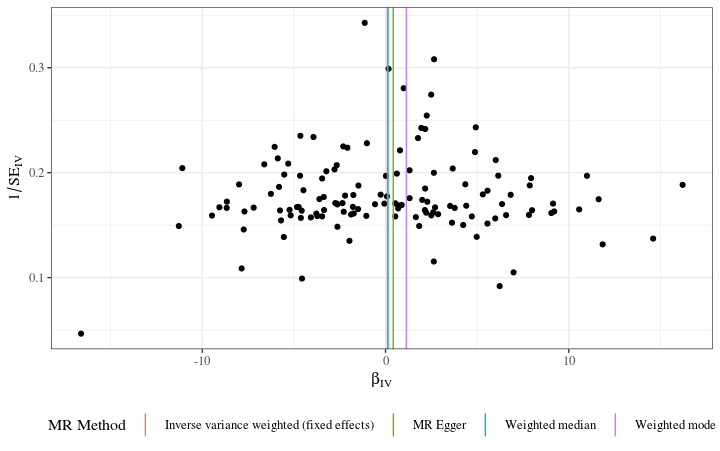 0.3
0.2
0.1
1/SE_IV
-10
0
10
β_IV
MR Method
Inverse variance weighted (fixed effects)
MR Egger
Weighted median
Weighted mode